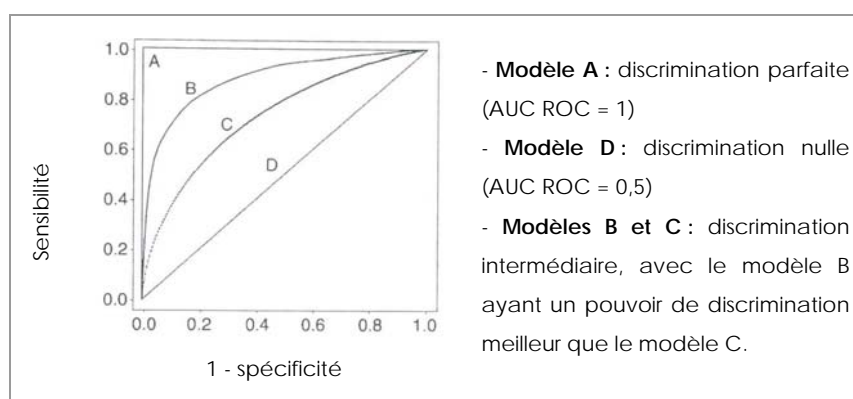 1.0
0.8
0.6
0.4
0.2
0.0
Sensibilité
A
B
C
D
0.0 0.2 0.4 0.6 0.8 1.0
1 - spécificité
- Modèle A : discrimination parfaite
(AUC ROC = 1)
- Modèle D : discrimination nulle
(AUC ROC = 0,5)
- Modèles B et C : discrimination
intermédiaire, avec le modèle B
ayant un pouvoir de discrimination
meilleur que le modèle C.